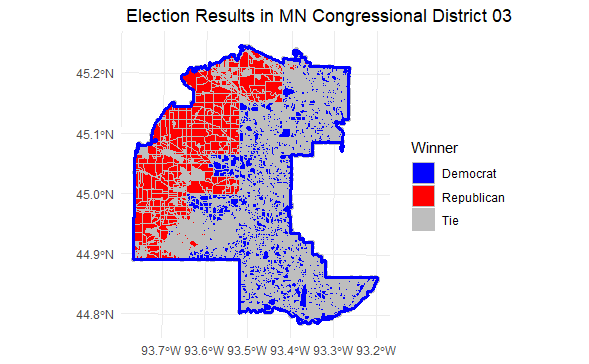 Election Results in MN Congressional District 03
45.2°N
45.1°N
45.0°N
44.9°N
44.8°N
93.7°W 93.6°W 93.5°W 93.4°W 93.3°W 93.2°W
Winner
Democrat
Republican
Tie